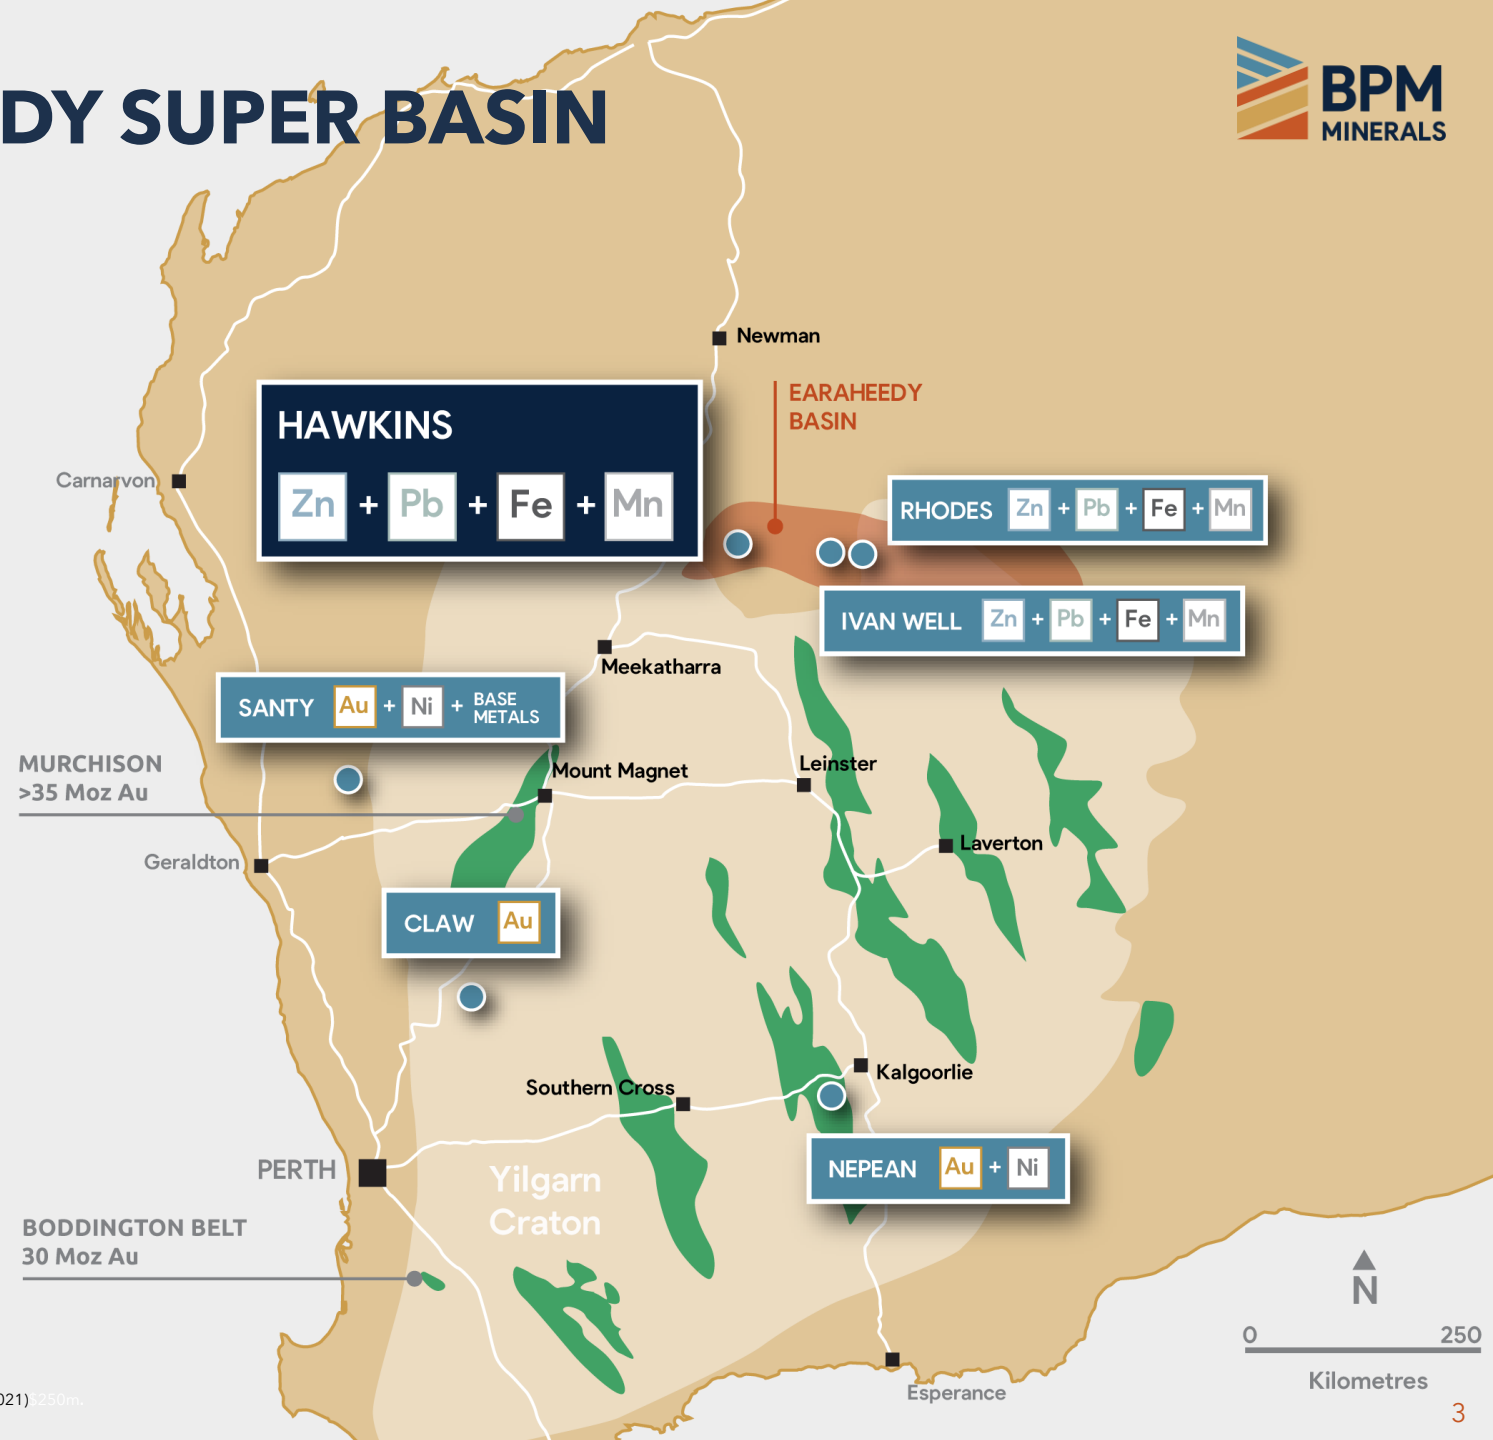 DY SUPER BASIN
BPM
MINERALS
Newman
EARAHEEDY
BASIN
HAWKINS
Zn + Pb + Fe + Mn
Carnarvon
RHODES Zn + Pb + Fe + Mn
IVAN WELL Zn + Pb + Fe + Mn
Meekatharra
SANTY Au + Ni + BASE
METALS
MURCHISON
>35 Moz Au
Mount Magnet
Leinster
Geraldton
Laverton
CLAW Au
Kalgoorlie
Southern Cross
PERTH
NEPEAN Au + Ni
Yilgarn
Craton
BODDINGTON BELT
30 Moz Au
N
0 250
Kilometres
Esperance
021)$250m.
3